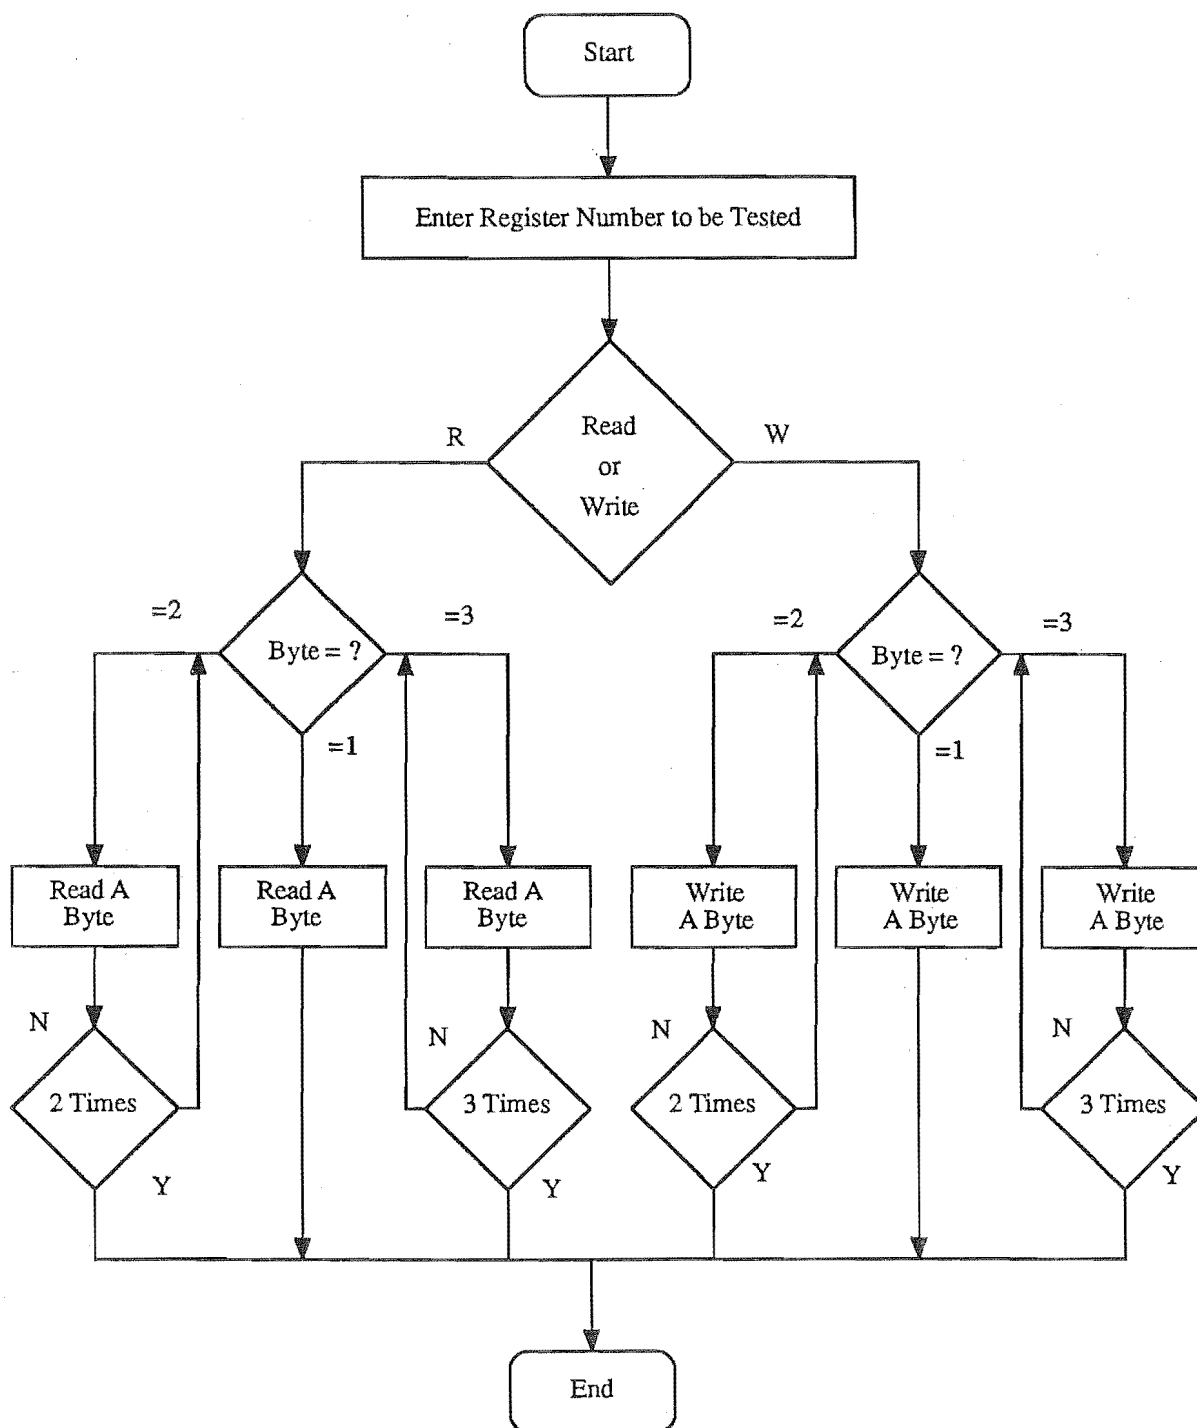 Start
Enter Register Number to be Tested
R
Read
or
Write
W
=2
Byte = ?
=3
=1
=2
Byte = ?
=3
=1
Read A
Byte
Read A
Byte
Read A
Byte
Write
A Byte
Write
A Byte
Write
A Byte
N
2 Times
Y
N
3 Times
Y
N
2 Times
Y
N
3 Times
Y
End